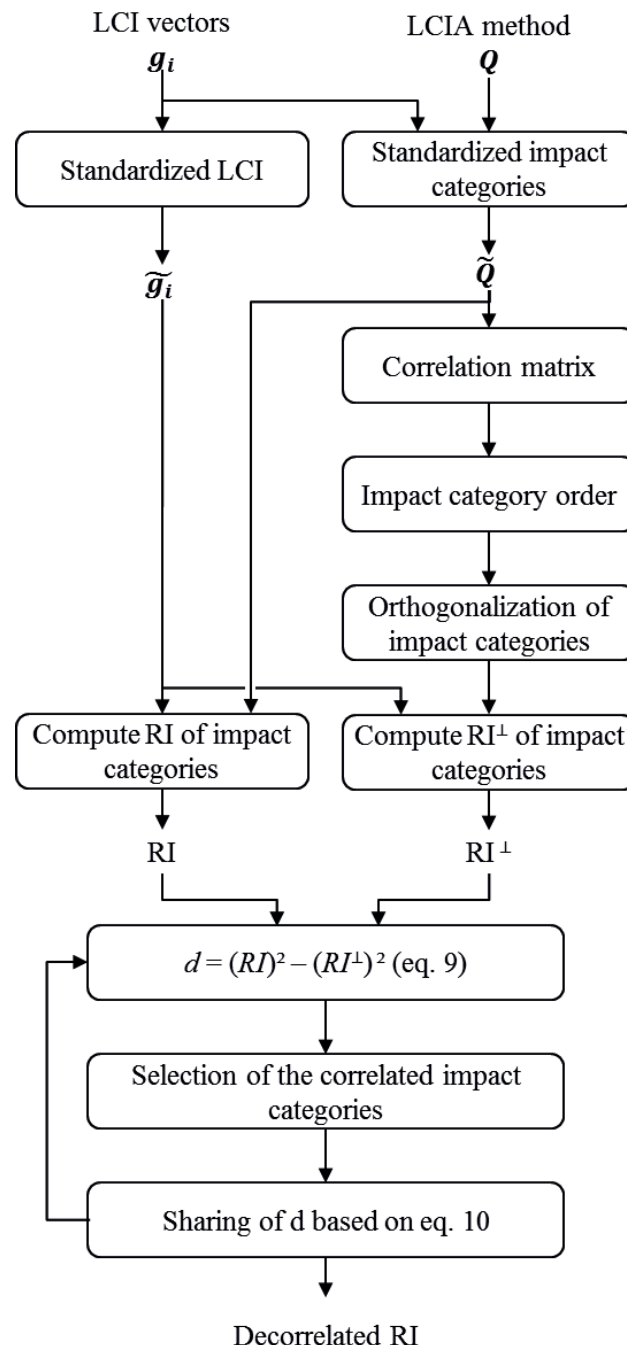 LCI vectors
LCIA method
g_i
Q
Standardized LCI
Standardized impact
categories
g̃_i
Q̃
Correlation matrix
Impact category order
Orthogonalization of
impact categories
Compute RI of impact
categories
Compute RI⊥ of impact
categories
RI
RI ⊥
d = (RI)² – (RI⊥) ² (eq. 9)
Selection of the correlated impact
categories
Sharing of d based on eq. 10
Decorrelated RI